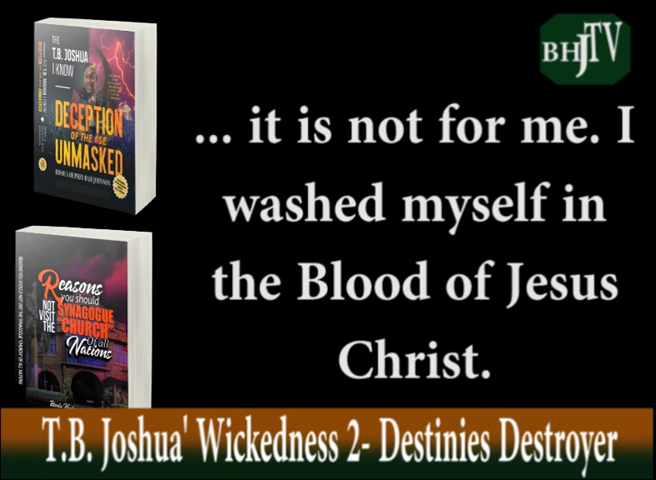 BHJTV
THE
T.B. JOSHUA
I KNOW
DECEPTION
OF THE AGE
UNMASKED
... it is not for me. I
washed myself in
the Blood of Jesus
Christ.
Reasons
you should
NOT
VISIT
THE
SYNAGOGUE
"CHURCH"
Of all
Nations
T.B. Joshua' Wickedness 2- Destinies Destroyer